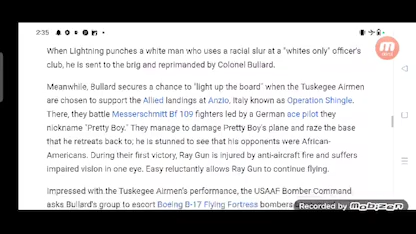 2:35
When Lightning punches a white man who uses a racial slur at a "whites only" officer's
club, he is sent to the brig and reprimanded by Colonel Bullard.
Meanwhile, Bullard secures a chance to "light up the board" when the Tuskegee Airmen
are chosen to support the Allied landings at Anzio, Italy known as Operation Shingle.
There, they battle Messerschmitt Bf 109 fighters led by a German ace pilot they
nickname "Pretty Boy." They manage to damage Pretty Boy's plane and raze the base
that he retreats back to; he is stunned to see that his opponents were African-
Americans. During their first victory, Ray Gun is injured by anti-aircraft fire and suffers
impaired vision in one eye. Easy reluctantly allows Ray Gun to continue flying.
Impressed with the Tuskegee Airmen's performance, the USAAF Bomber Command
asks Bullard's group to escort Boeing B-17 Flying Fortress bombers
Recorded by Mobizen